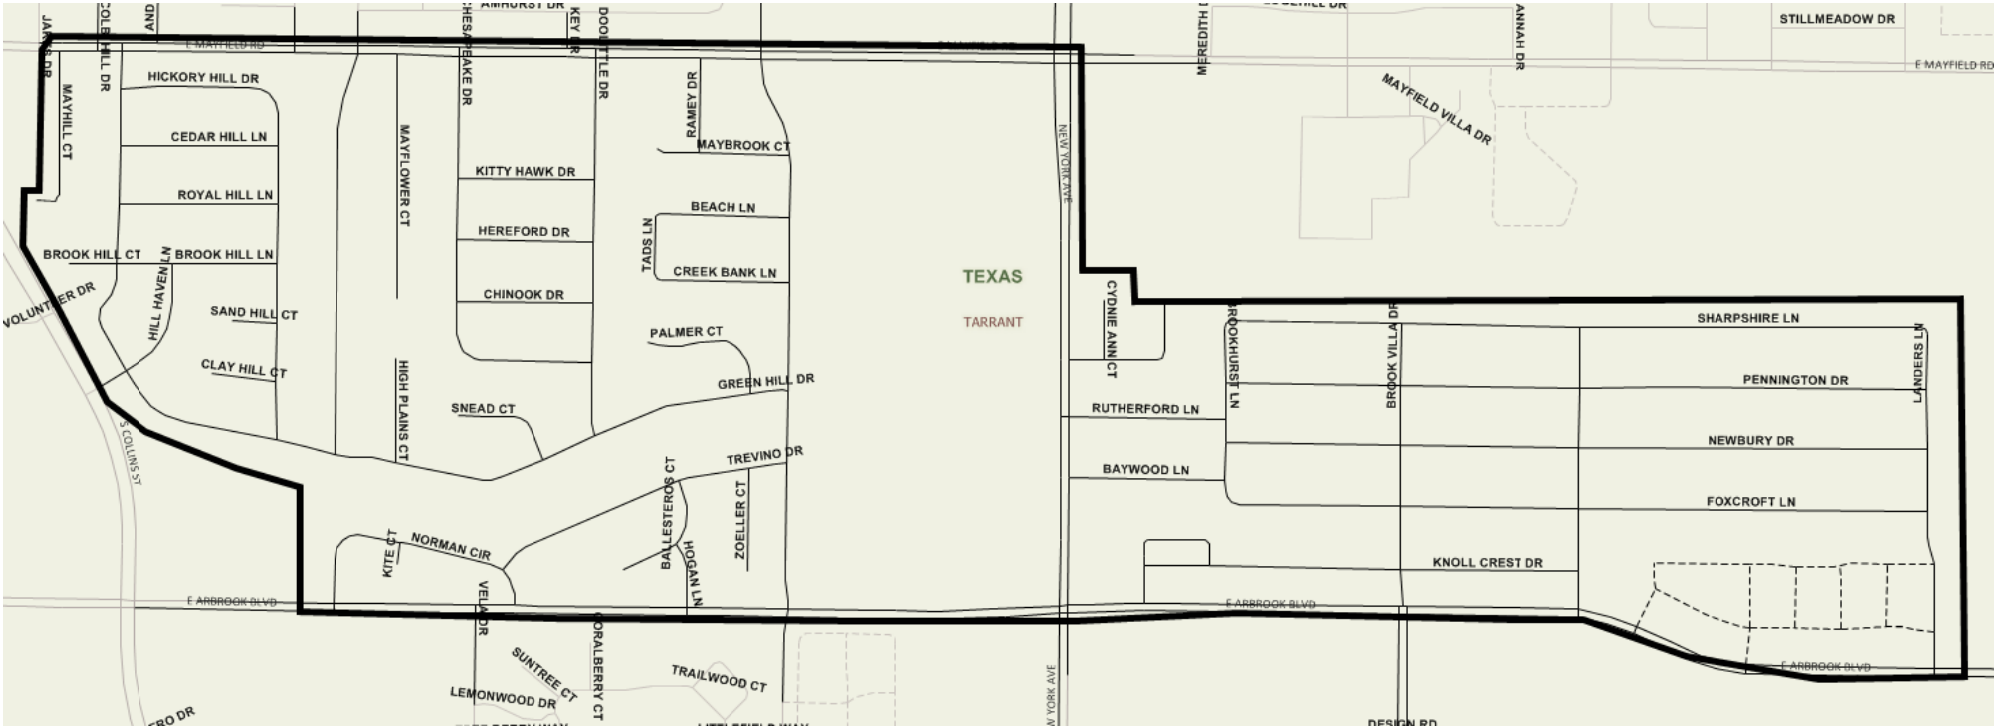 AMHURST DR
STILLMEADOW DR
COLBY HILL DR
KEY DR
DOOLITTLE DR
CHESAPEAKE DR
MEREDITH
ANNAH DR
E MAYFIELD RD
E MAYFIELD RD
HICKORY HILL DR
MAYHILL CT
RAMEY DR
MAYFIELD VILLA DR
CEDAR HILL LN
MAYFLOWER CT
MAYBROOK CT
NEW YORK AVE
KITTY HAWK DR
ROYAL HILL LN
BEACH LN
HEREFORD DR
TADS LN
BROOK HILL CT
BROOK HILL LN
HILL HAVEN LN
CREEK BANK LN
TEXAS
CHINOOK DR
VOLUNTEER DR
SAND HILL CT
TARRANT
CYDNIE ANN CT
SHARPSHIRE LN
PALMER CT
BROOKHURST LN
BROOK VILLA DR
LANDERS LN
CLAY HILL CT
GREEN HILL DR
PENNINGTON DR
HIGH PLAINS CT
SNEAD CT
RUTHERFORD LN
NEWBURY DR
S COLLINS ST
TREVINO DR
BAYWOOD LN
BALLESTEROS CT
ZOELLER CT
FOXCROFT LN
KITE CT
NORMAN CIR
HOGAN LN
KNOLL CREST DR
E ARBROOK BLVD
VELA DR
E ARBROOK BLVD
CORALBERRY CT
E ARBROOK BLVD
SUNTREE CT
TRAILWOOD CT
LEMONWOOD DR
W YORK AVE
ERO DR
LITTLEFIELD WAY
DESIGN RD